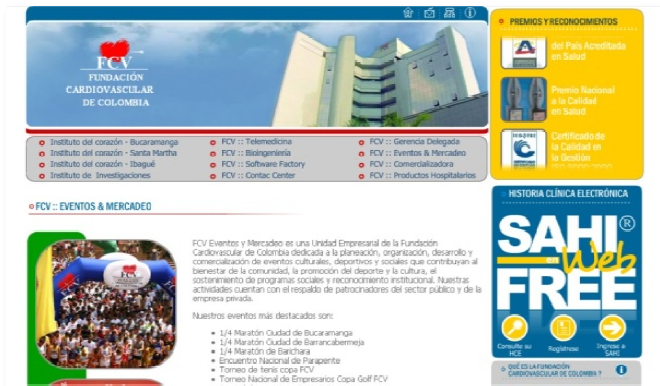 FCV
FUNDACIÓN
CARDIOVASCULAR
DE COLOMBIA
PREMIOS Y RECONOCIMIENTOS
del País Acreditada
en Salud
Premio Nacional
a la Calidad
en Salud
Certificado de
la Calidad en
la Gestión
Instituto del corazón - Bucaramanga
Instituto del corazón - Santa Martha
Instituto del corazón - Ibagué
Instituto de Investigaciones
FCV :: Telemedicina
FCV :: Bioingeniería
FCV :: Software Factory
FCV :: Contac Center
FCV :: Gerencia Delegada
FCV :: Eventos & Mercadeo
FCV :: Comercializadora
FCV :: Productos Hospitalarios
FCV :: EVENTOS & MERCADEO
FCV Eventos y Mercadeo es una Unidad Empresarial de la Fundación
Cardiovascular de Colombia dedicada a la planeación, organización, desarrollo y
comercialización de eventos culturales, deportivos y sociales que contribuyan al
bienestar de la comunidad, la promoción del deporte y la cultura, el
sostenimiento de programas sociales y reconocimiento institucional. Nuestras
actividades cuentan con el respaldo de patrocinadores del sector público y de la
empresa privada.
Nuestros eventos más destacados son:
1/4 Maratón Ciudad de Bucaramanga
1/4 Maratón Ciudad de Barrancabermeja
1/4 Maratón de Barichara
Encuentro Nacional de Parapente
Torneo de tenis copa FCV
Torneo Nacional de Empresarios Copa Golf FCV
HISTORIA CLÍNICA ELECTRÓNICA
SAHI®
en Web
FREE
Consulte su
HCE
Regístrese
Ingrese a
SAHI
¿ QUÉ ES LA FUNDACIÓN
CARDIOVASCULAR DE COLOMBIA ?